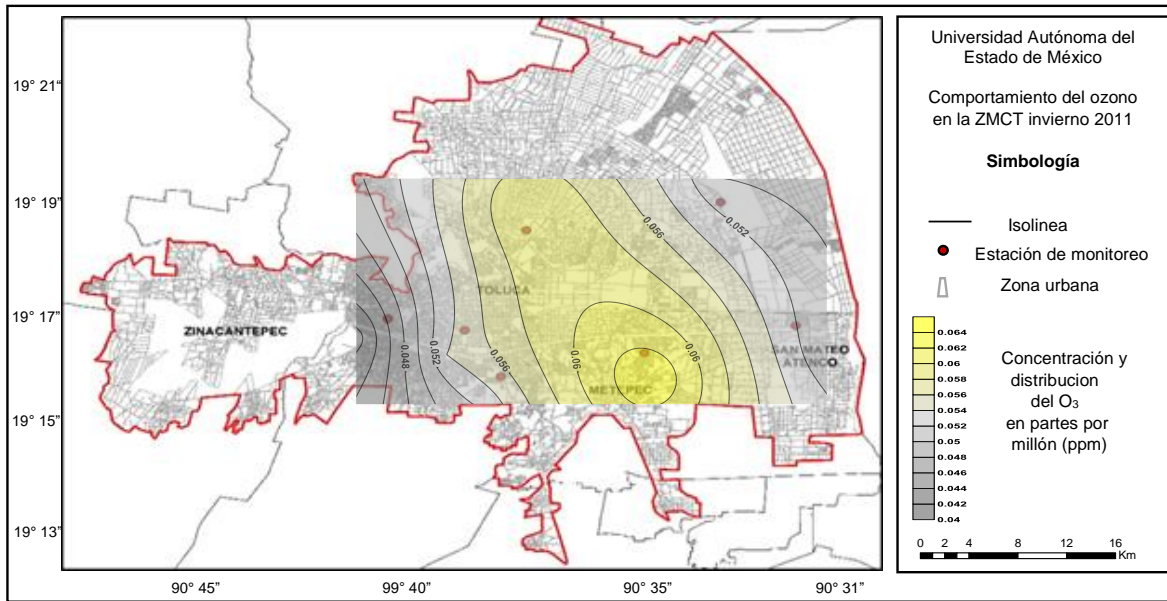 19° 21“
19° 19”
19° 17”
19° 15”
19° 13”
90° 45”
99° 40”
90° 35”
90° 31”
TOLUCA
ZINACANTEPEC
METEPEC
SAN MATEO
ATENCO
0.048
0.052
0.056
0.06
0.06
0.056
0.052
Universidad Autónoma del
Estado de México
Comportamiento del ozono
en la ZMCT invierno 2011
Simbología
Isolinea
Estación de monitoreo
Zona urbana
0.064
0.062
0.06
0.058
0.056
0.054
0.052
0.05
0.048
0.046
0.044
0.042
0.04
Concentración y
distribucion
del O₃
en partes por
millón (ppm)
0 2 4 8 12 16
Km